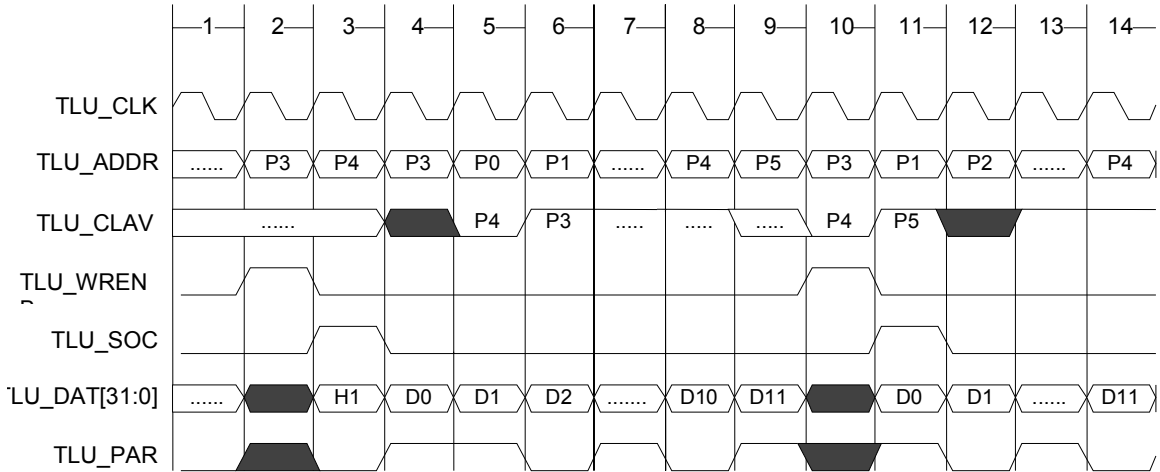 1 2 3 4 5 6 7 8 9 10 11 12 13 14
TLU_CLK
TLU_ADDR ...... P3 P4 P3 P0 P1 ...... P4 P5 P3 P1 P2 ...... P4
TLU_CLAV ...... P4 P3 ..... ..... ..... P4 P5
TLU_WREN
TLU_SOC
TLU_DAT[31:0] ...... H1 D0 D1 D2 ....... D10 D11 D0 D1 ...... D11
TLU_PAR